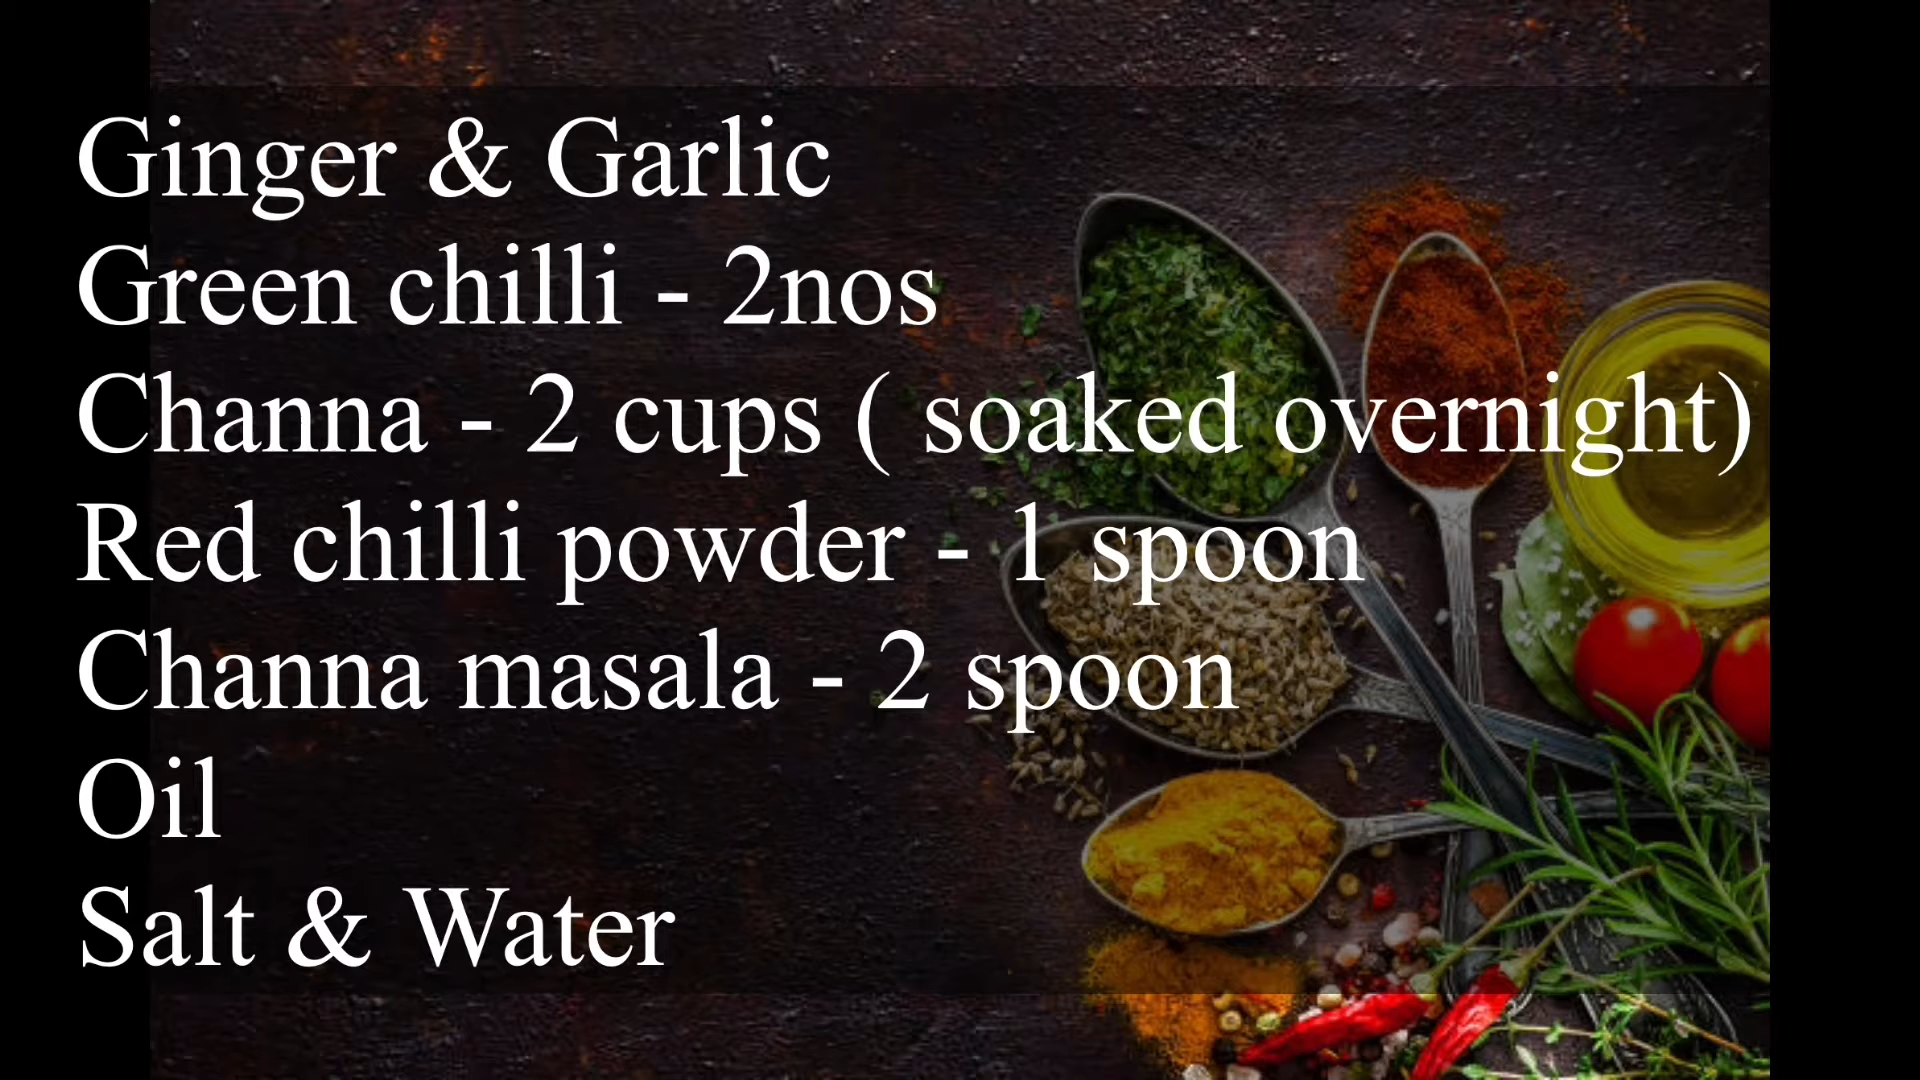 Ginger & Garlic
Green chilli - 2nos
Channa - 2 cups ( soaked overnight)
Red chilli powder - 1 spoon
Channa masala - 2 spoon
Oil
Salt & Water